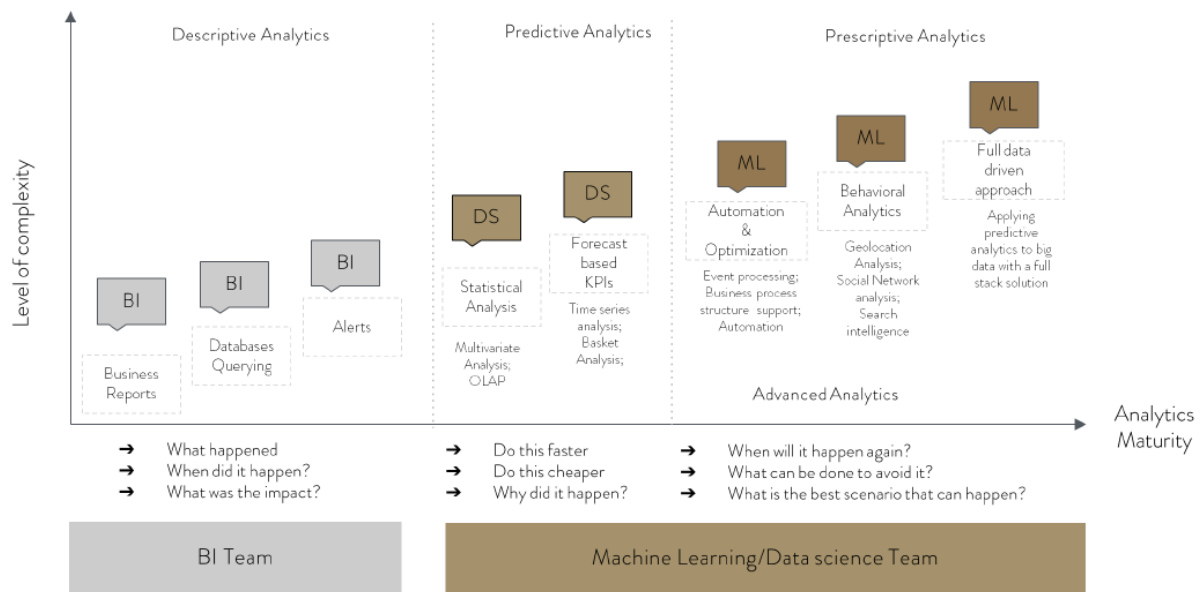 Descriptive Analytics
Predictive Analytics
Prescriptive Analytics
Level of complexity
BI
Business
Reports
BI
Databases
Querying
BI
Alerts
DS
Statistical
Analysis
Multivariate
Analysis;
OLAP
DS
Forecast
based
KPIs
Time series
analysis;
Basket
Analysis;
ML
Automation
&
Optimization
Event processing;
Business process
structure support;
Automation
ML
Behavioral
Analytics
Geolocation
Analysis;
Social Network
analysis;
Search
intelligence
ML
Full data
driven
approach
Applying
predictive
analytics to big
data with a full
stack solution
Advanced Analytics
Analytics
Maturity
➔ What happened
➔ When did it happen?
➔ What was the impact?
➔ Do this faster
➔ Do this cheaper
➔ Why did it happen?
➔ When will it happen again?
➔ What can be done to avoid it?
➔ What is the best scenario that can happen?
BI Team
Machine Learning/Data science Team